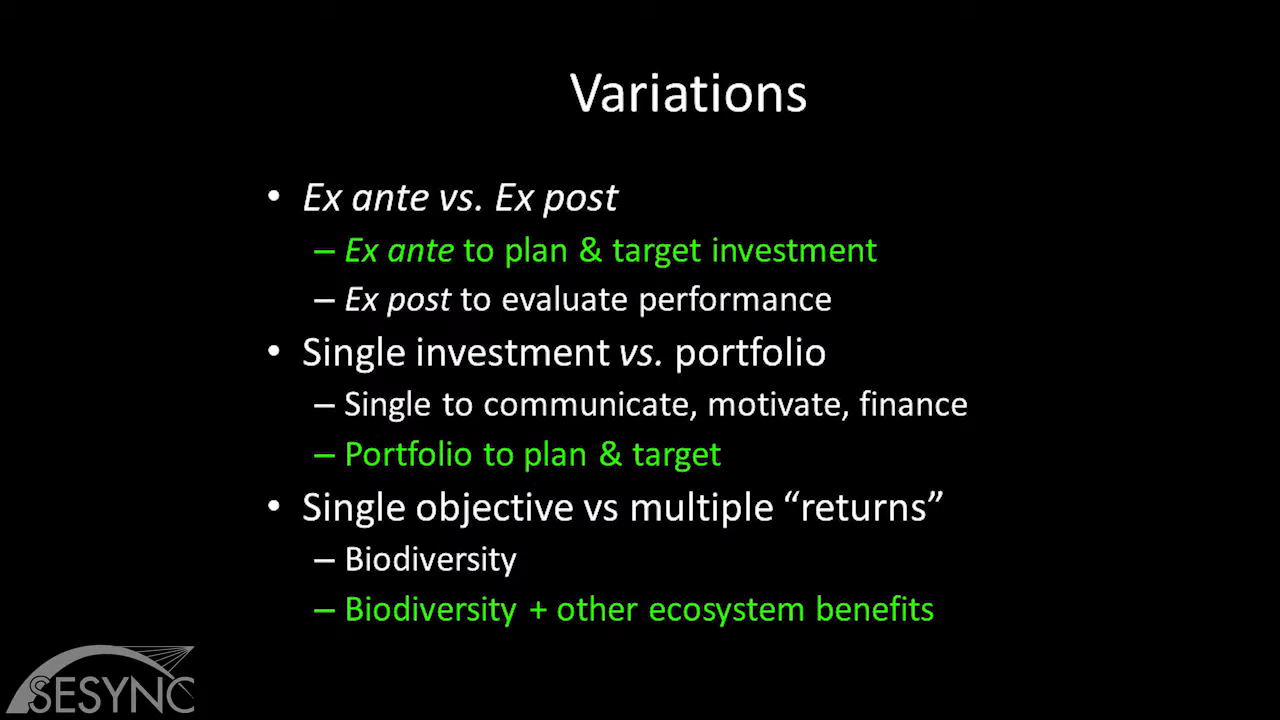 Variations
• Ex ante vs. Ex post
– Ex ante to plan & target investment
– Ex post to evaluate performance
• Single investment vs. portfolio
– Single to communicate, motivate, finance
– Portfolio to plan & target
• Single objective vs multiple “returns”
– Biodiversity
– Biodiversity + other ecosystem benefits
SESYNC